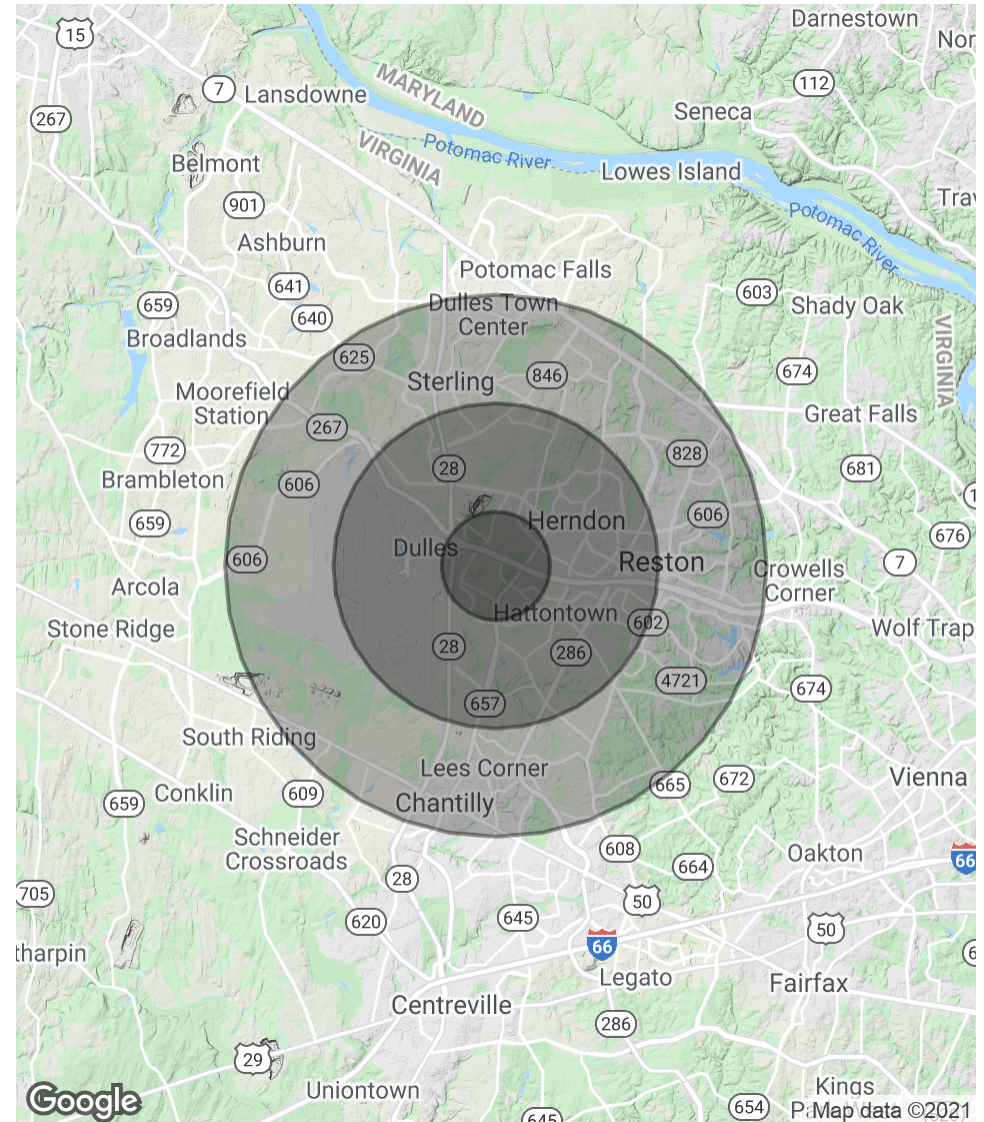 Darnestown
15
Nor
7
112
Lansdowne
MARYLAND
Seneca
267
VIRGINIA
Potomac River
Belmont
Lowes Island
901
Trav
Potomac River
Ashburn
Potomac Falls
641
603
659
Dulles Town
Center
Shady Oak
640
VIRGINIA
Broadlands
625
846
674
Sterling
Moorefield
Station
Great Falls
267
772
828
28
681
Brambleton
606
1
659
606
Herndon
676
Dulles
606
Reston
7
Crowells
Corner
Arcola
Hattontown
602
Stone Ridge
Wolf Trap
28
286
4721
674
657
South Riding
Lees Corner
672
Vienna
665
Conklin
609
659
Chantilly
Schneider
Crossroads
608
Oakton
66
664
28
705
50
620
645
50
66
tharpin
6
Legato
Fairfax
Centreville
286
29
Uniontown
Kings
Google
654
Map data ©2021
645